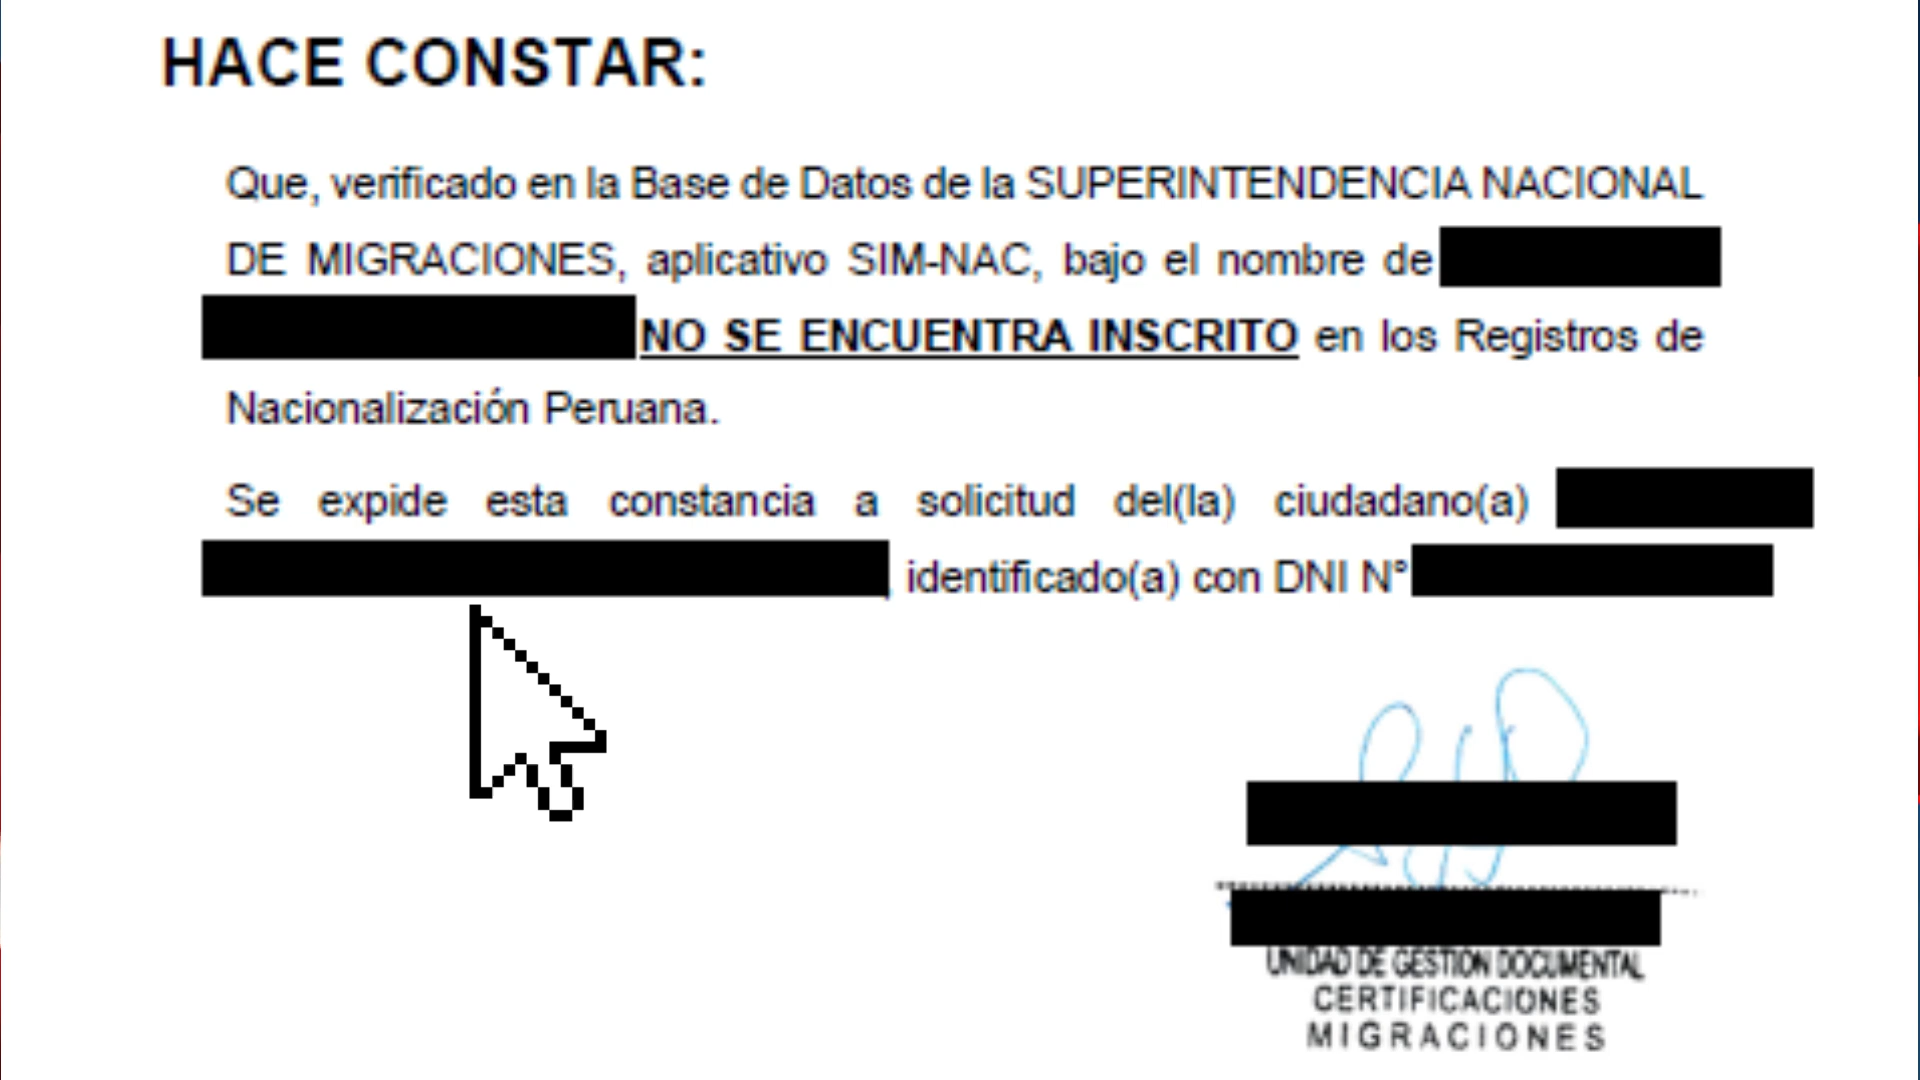 HACE CONSTAR:
Que, verificado en la Base de Datos de la SUPERINTENDENCIA NACIONAL
DE MIGRACIONES, aplicativo SIM-NAC, bajo el nombre de
NO SE ENCUENTRA INSCRITO en los Registros de
Nacionalización Peruana.
Se expide esta constancia a solicitud del(la) ciudadano(a)
, identificado(a) con DNI N°
UNIDAD DE GESTION DOCUMENTAL
CERTIFICACIONES
MIGRACIONES